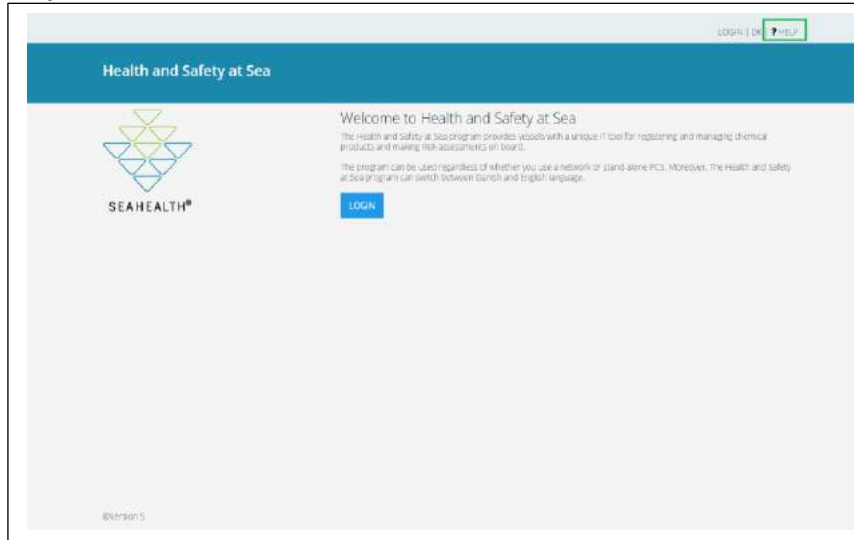 LOGIN | DK ? HELP
Health and Safety at Sea
Welcome to Health and Safety at Sea
The Health and Safety at Sea program provides vessels with a unique IT tool for registering and managing chemical
products and making risk assessments on board.
The program can be used regardless of whether you use a network or stand-alone PCs. Moreover, The Health and Safety
at Sea program can switch between Danish and English language.
LOGIN
SEAHEALTH®
©Version 5